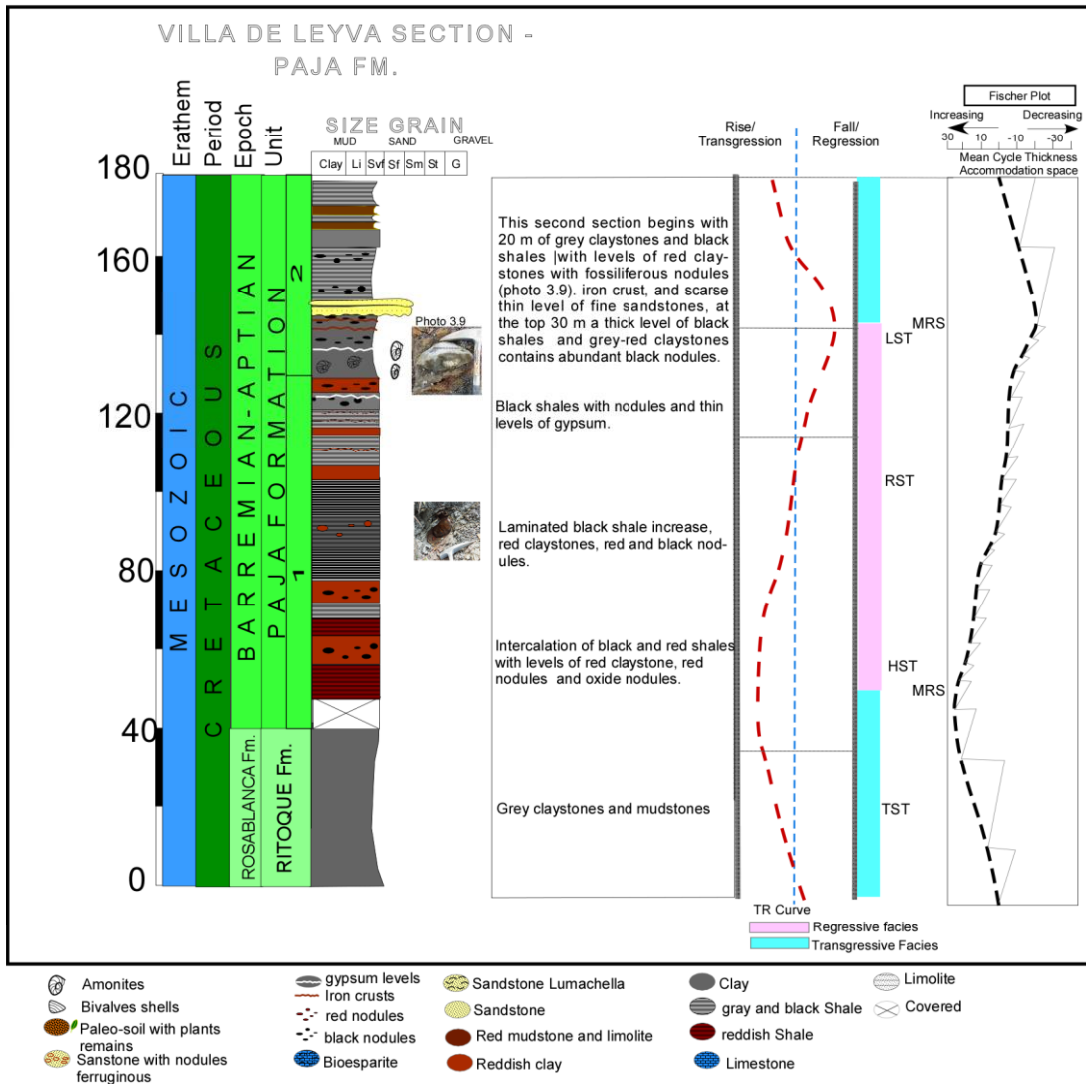 VILLA DE LEYVA SECTION -
PAJA FM.
Erathem
Period
Epoch
Unit
SIZE GRAIN
MUD SAND GRAVEL
Clay Li Svf Sf Sm St G
180
160
120
80
40
0
MESOZOIC
CRETACEOUS
BARREMIAN-APTIAN
PAJA FORMATION
2
1
ROSABLANCA Fm.
RITOQUE Fm.
Photo 3.9
This second section begins with
20 m of grey claystones and black
shales |with levels of red clay-
stones with fossiliferous nodules
(photo 3.9). iron crust, and scarse
thin level of fine sandstones, at
the top 30 m a thick level of black
shales and grey-red claystones
contains abundant black nodules.
Black shales with nodules and thin
levels of gypsum.
Laminated black shale increase,
red claystones, red and black nod-
ules.
Intercalation of black and red shales
with levels of red claystone, red
nodules and oxide nodules.
Grey claystones and mudstones
Rise/
Transgression
Fall/
Regression
MRS
LST
RST
HST
MRS
TST
TR Curve
Regressive facies
Transgressive Facies
Fischer Plot
Increasing Decreasing
30 10 -10 -30
Mean Cycle Thickness
Accommodation space
Amonites
Bivalves shells
Paleo-soil with plants
remains
Sanstone with nodules
ferruginous
gypsum levels
Iron crusts
red nodules
black nodules
Bioesparite
Sandstone Lumachella
Sandstone
Red mudstone and limolite
Reddish clay
Clay
gray and black Shale
reddish Shale
Limestone
Limolite
Covered